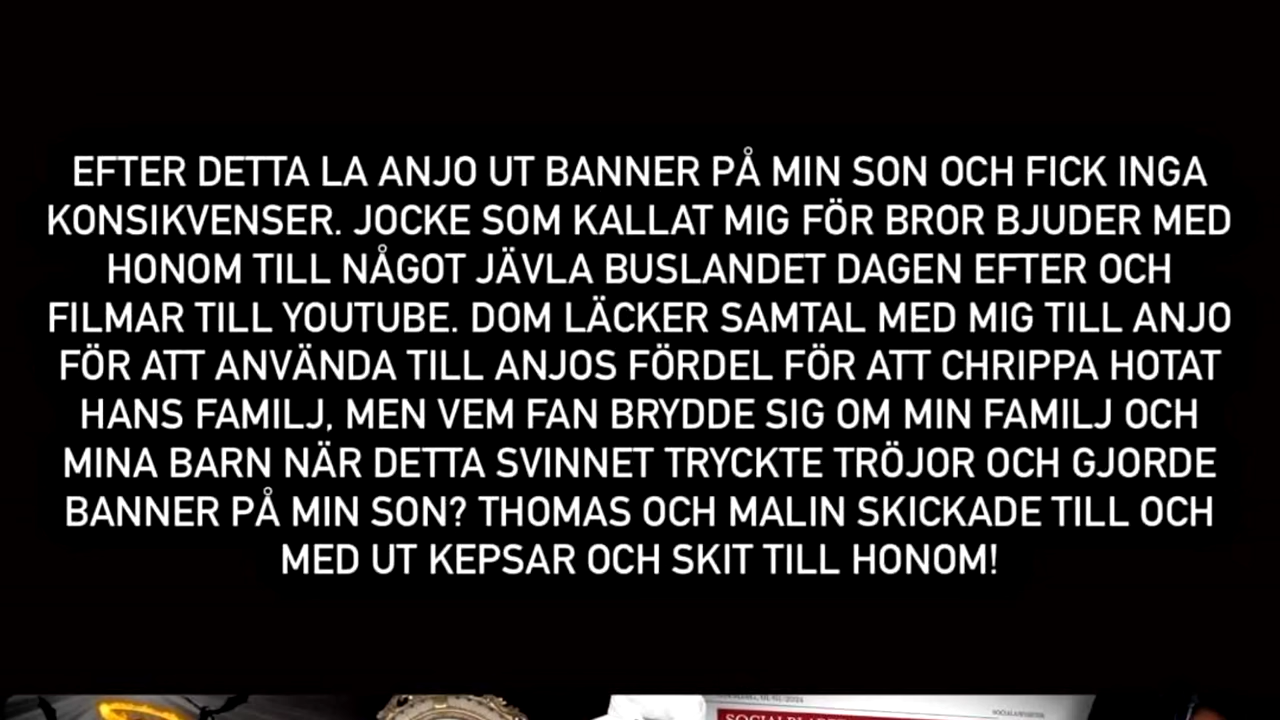 EFTER DETTA LA ANJO UT BANNER PÅ MIN SON OCH FICK INGA
KONSIKVENSER. JOCKE SOM KALLAT MIG FÖR BROR BJUDER MED
HONOM TILL NÅGOT JÄVLA BUSLANDET DAGEN EFTER OCH
FILMAR TILL YOUTUBE. DOM LÄCKER SAMTAL MED MIG TILL ANJO
FÖR ATT ANVÄNDA TILL ANJOS FÖRDEL FÖR ATT CHRIPPA HOTAT
HANS FAMILJ, MEN VEM FAN BRYDDE SIG OM MIN FAMILJ OCH
MINA BARN NÄR DETTA SVINNET TRYCKTE TRÖJOR OCH GJORDE
BANNER PÅ MIN SON? THOMAS OCH MALIN SKICKADE TILL OCH
MED UT KEPSAR OCH SKIT TILL HONOM!